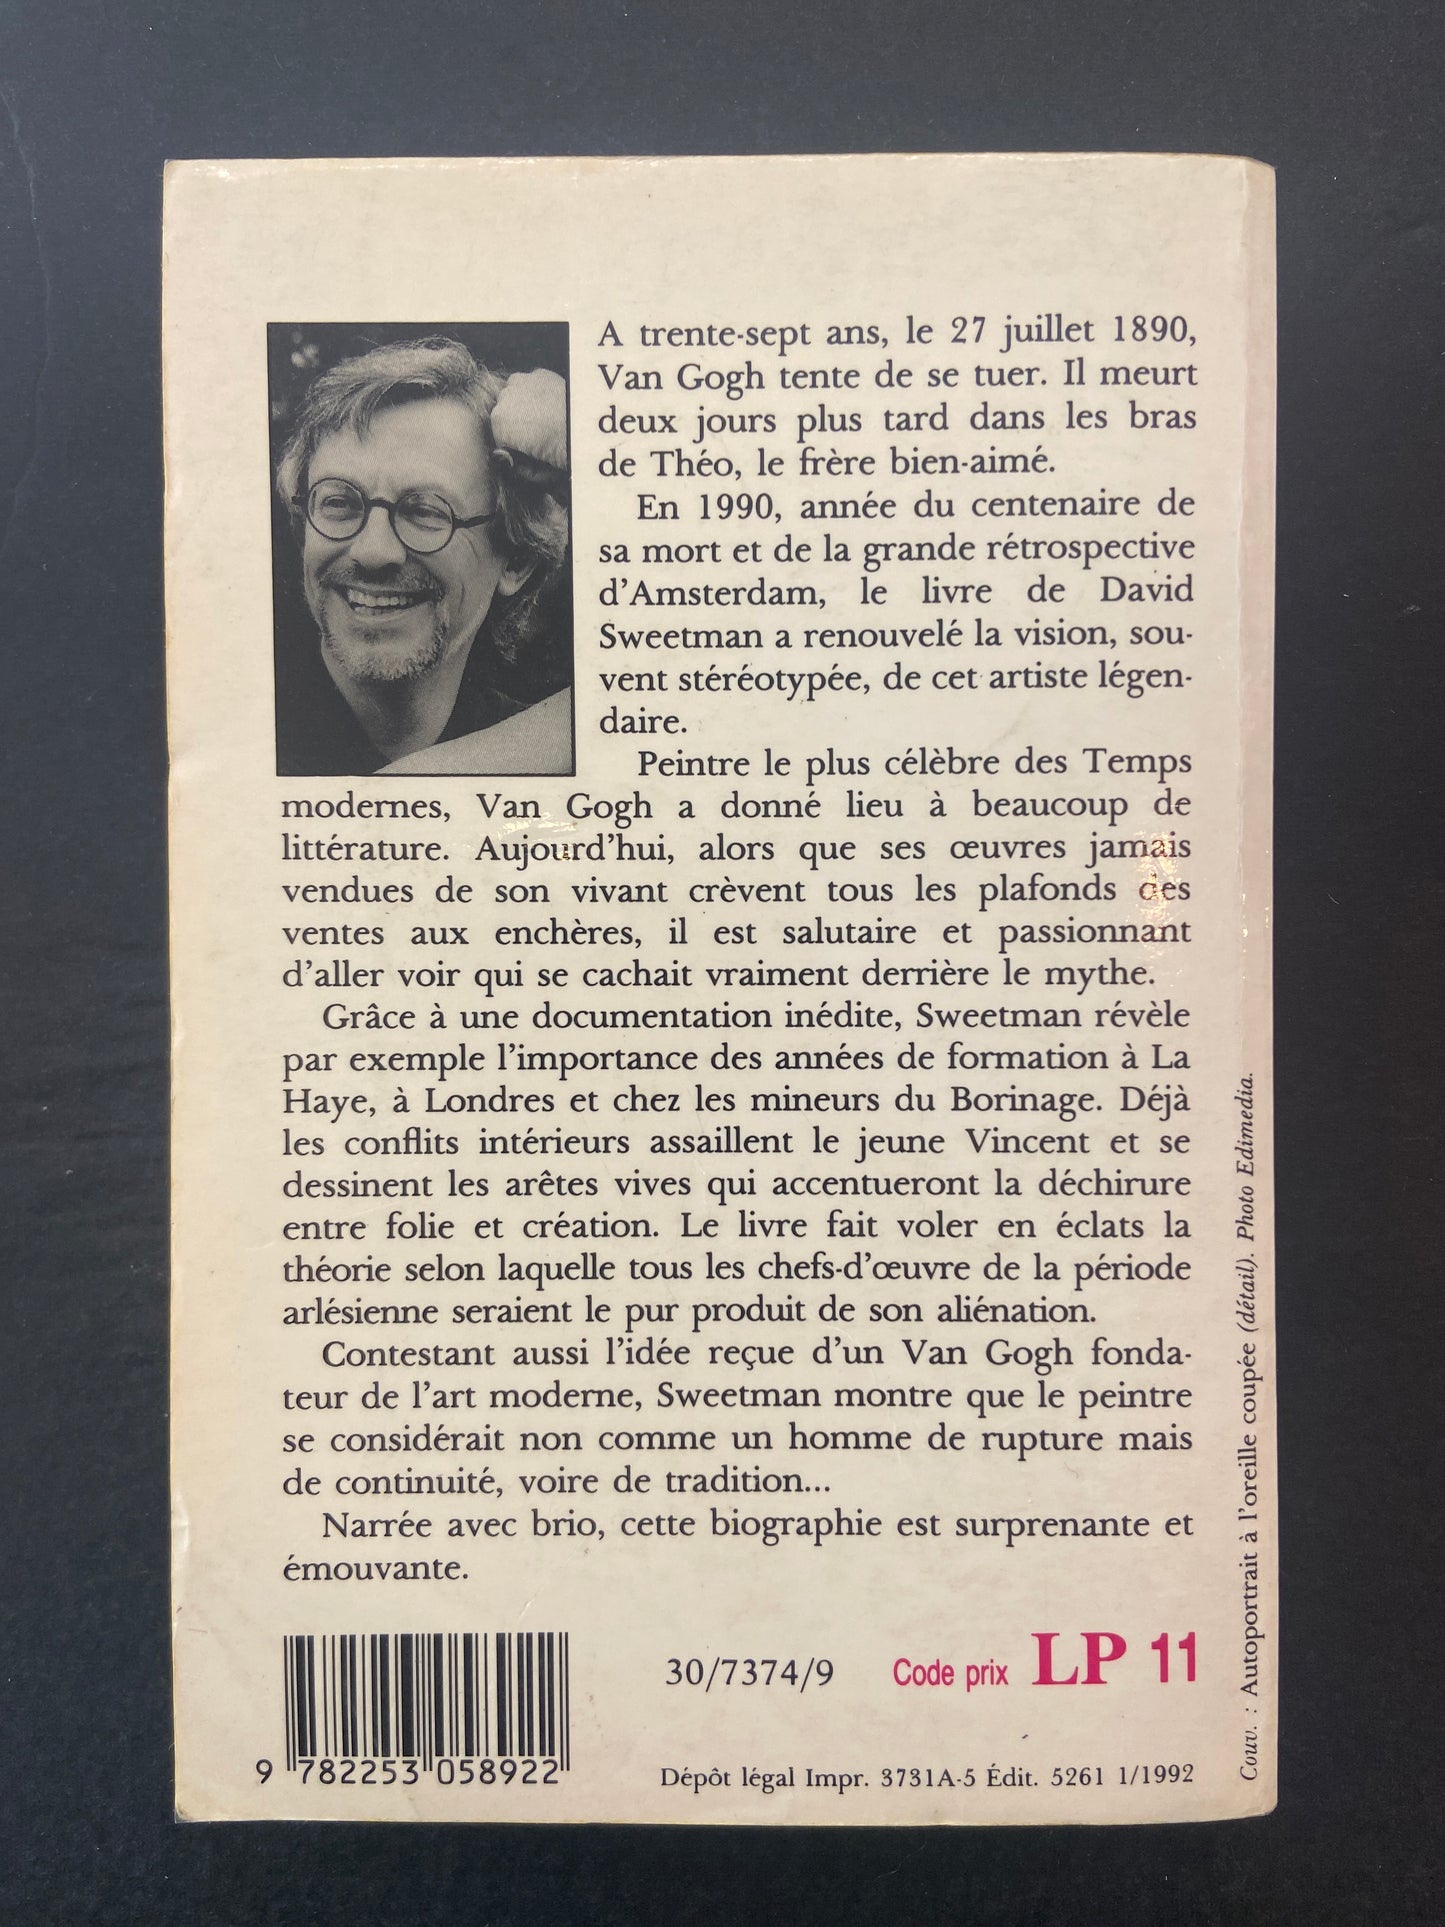 A trente-sept ans, le 27 juillet 1890,
Van Gogh tente de se tuer. Il meurt
deux jours plus tard dans les bras
de Théo, le frère bien-aimé.
En 1990, année du centenaire de
sa mort et de la grande rétrospective
d'Amsterdam, le livre de David
Sweetman a renouvelé la vision, sou-
vent stéréotypée, de cet artiste légen-
daire.
Peintre le plus célèbre des Temps
modernes, Van Gogh a donné lieu à beaucoup de
littérature. Aujourd'hui, alors que ses œuvres jamais
vendues de son vivant crèvent tous les plafonds des
ventes aux enchères, il est salutaire et passionnant
d'aller voir qui se cachait vraiment derrière le mythe.
Grâce à une documentation inédite, Sweetman révèle
par exemple l'importance des années de formation à La
Haye, à Londres et chez les mineurs du Borinage. Déjà
les conflits intérieurs assaillent le jeune Vincent et se
dessinent les arêtes vives qui accentueront la déchirure
entre folie et création. Le livre fait voler en éclats la
théorie selon laquelle tous les chefs-d'œuvre de la période
arlésienne seraient le pur produit de son aliénation.
Contestant aussi l'idée reçue d'un Van Gogh fonda-
teur de l'art moderne, Sweetman montre que le peintre
se considérait non comme un homme de rupture mais
de continuité, voire de tradition...
Narrée avec brio, cette biographie est surprenante et
émouvante.
9 782253 058922
30/7374/9
Code prix LP 11
Dépôt légal Impr. 3731A-5 Édit. 5261 1/1992
Couv. : Autoportrait à l'oreille coupée (détail). Photo Edimedia.